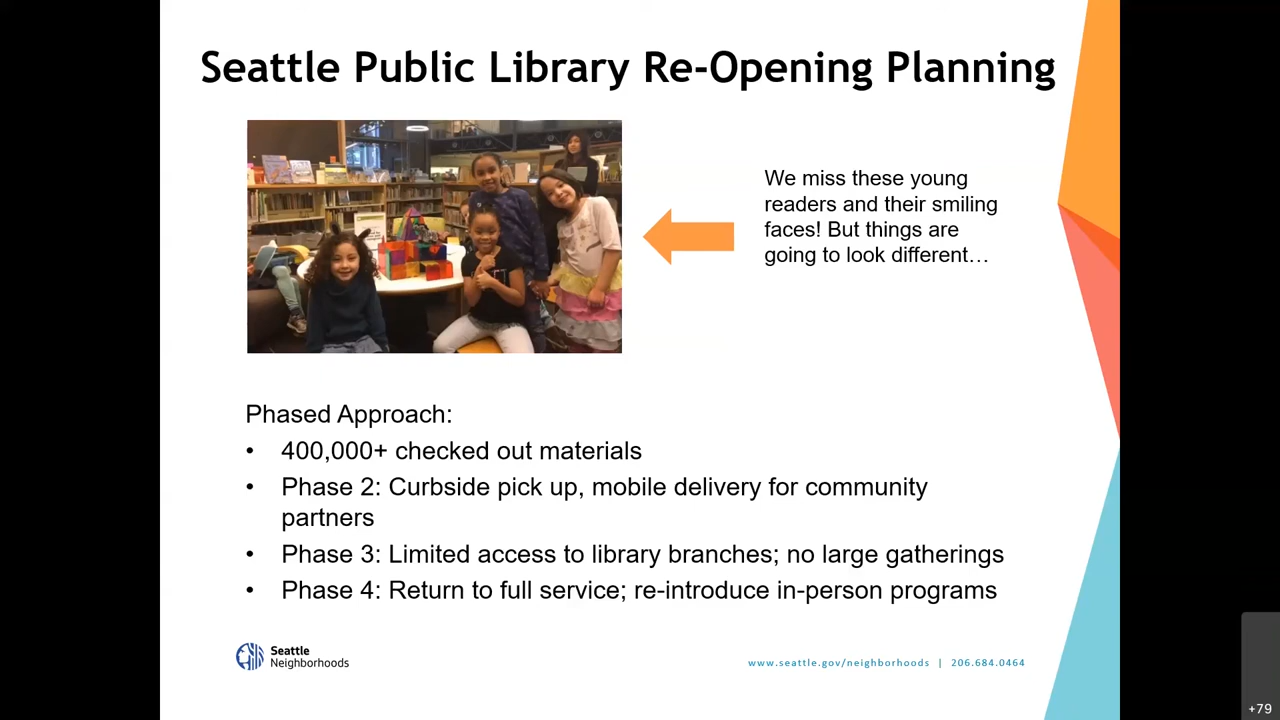 Seattle Public Library Re-Opening Planning
We miss these young
readers and their smiling
faces! But things are
going to look different…
Phased Approach:
• 400,000+ checked out materials
• Phase 2: Curbside pick up, mobile delivery for community
partners
• Phase 3: Limited access to library branches; no large gatherings
• Phase 4: Return to full service; re-introduce in-person programs
Seattle
Neighborhoods
www.seattle.gov/neighborhoods | 206.684.0464
+79